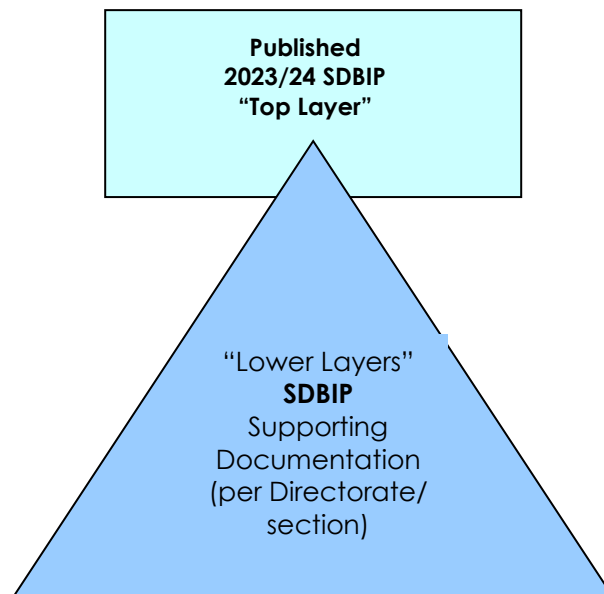 Published
2023/24 SDBIP
“Top Layer”
“Lower Layers”
SDBIP
Supporting
Documentation
(per Directorate/
section)